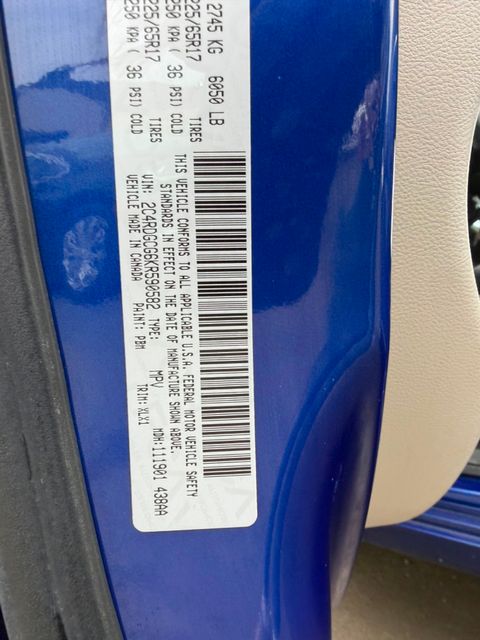 2745 KG 6050 LB
225/65R17 TIRES
250 KPA ( 36 PSI) COLD
225/65R17 TIRES
250 KPA ( 36 PSI) COLD
THIS VEHICLE CONFORMS TO ALL APPLICABLE U.S.A. FEDERAL MOTOR VEHICLE SAFETY
STANDARDS IN EFFECT ON THE DATE OF MANUFACTURE SHOWN ABOVE.
VIN: 2C4RDGCG6KR590582 TYPE: MPV MDH:111901 438AA
VEHICLE MADE IN CANADA PAINT: PBM TRIM:XLX1